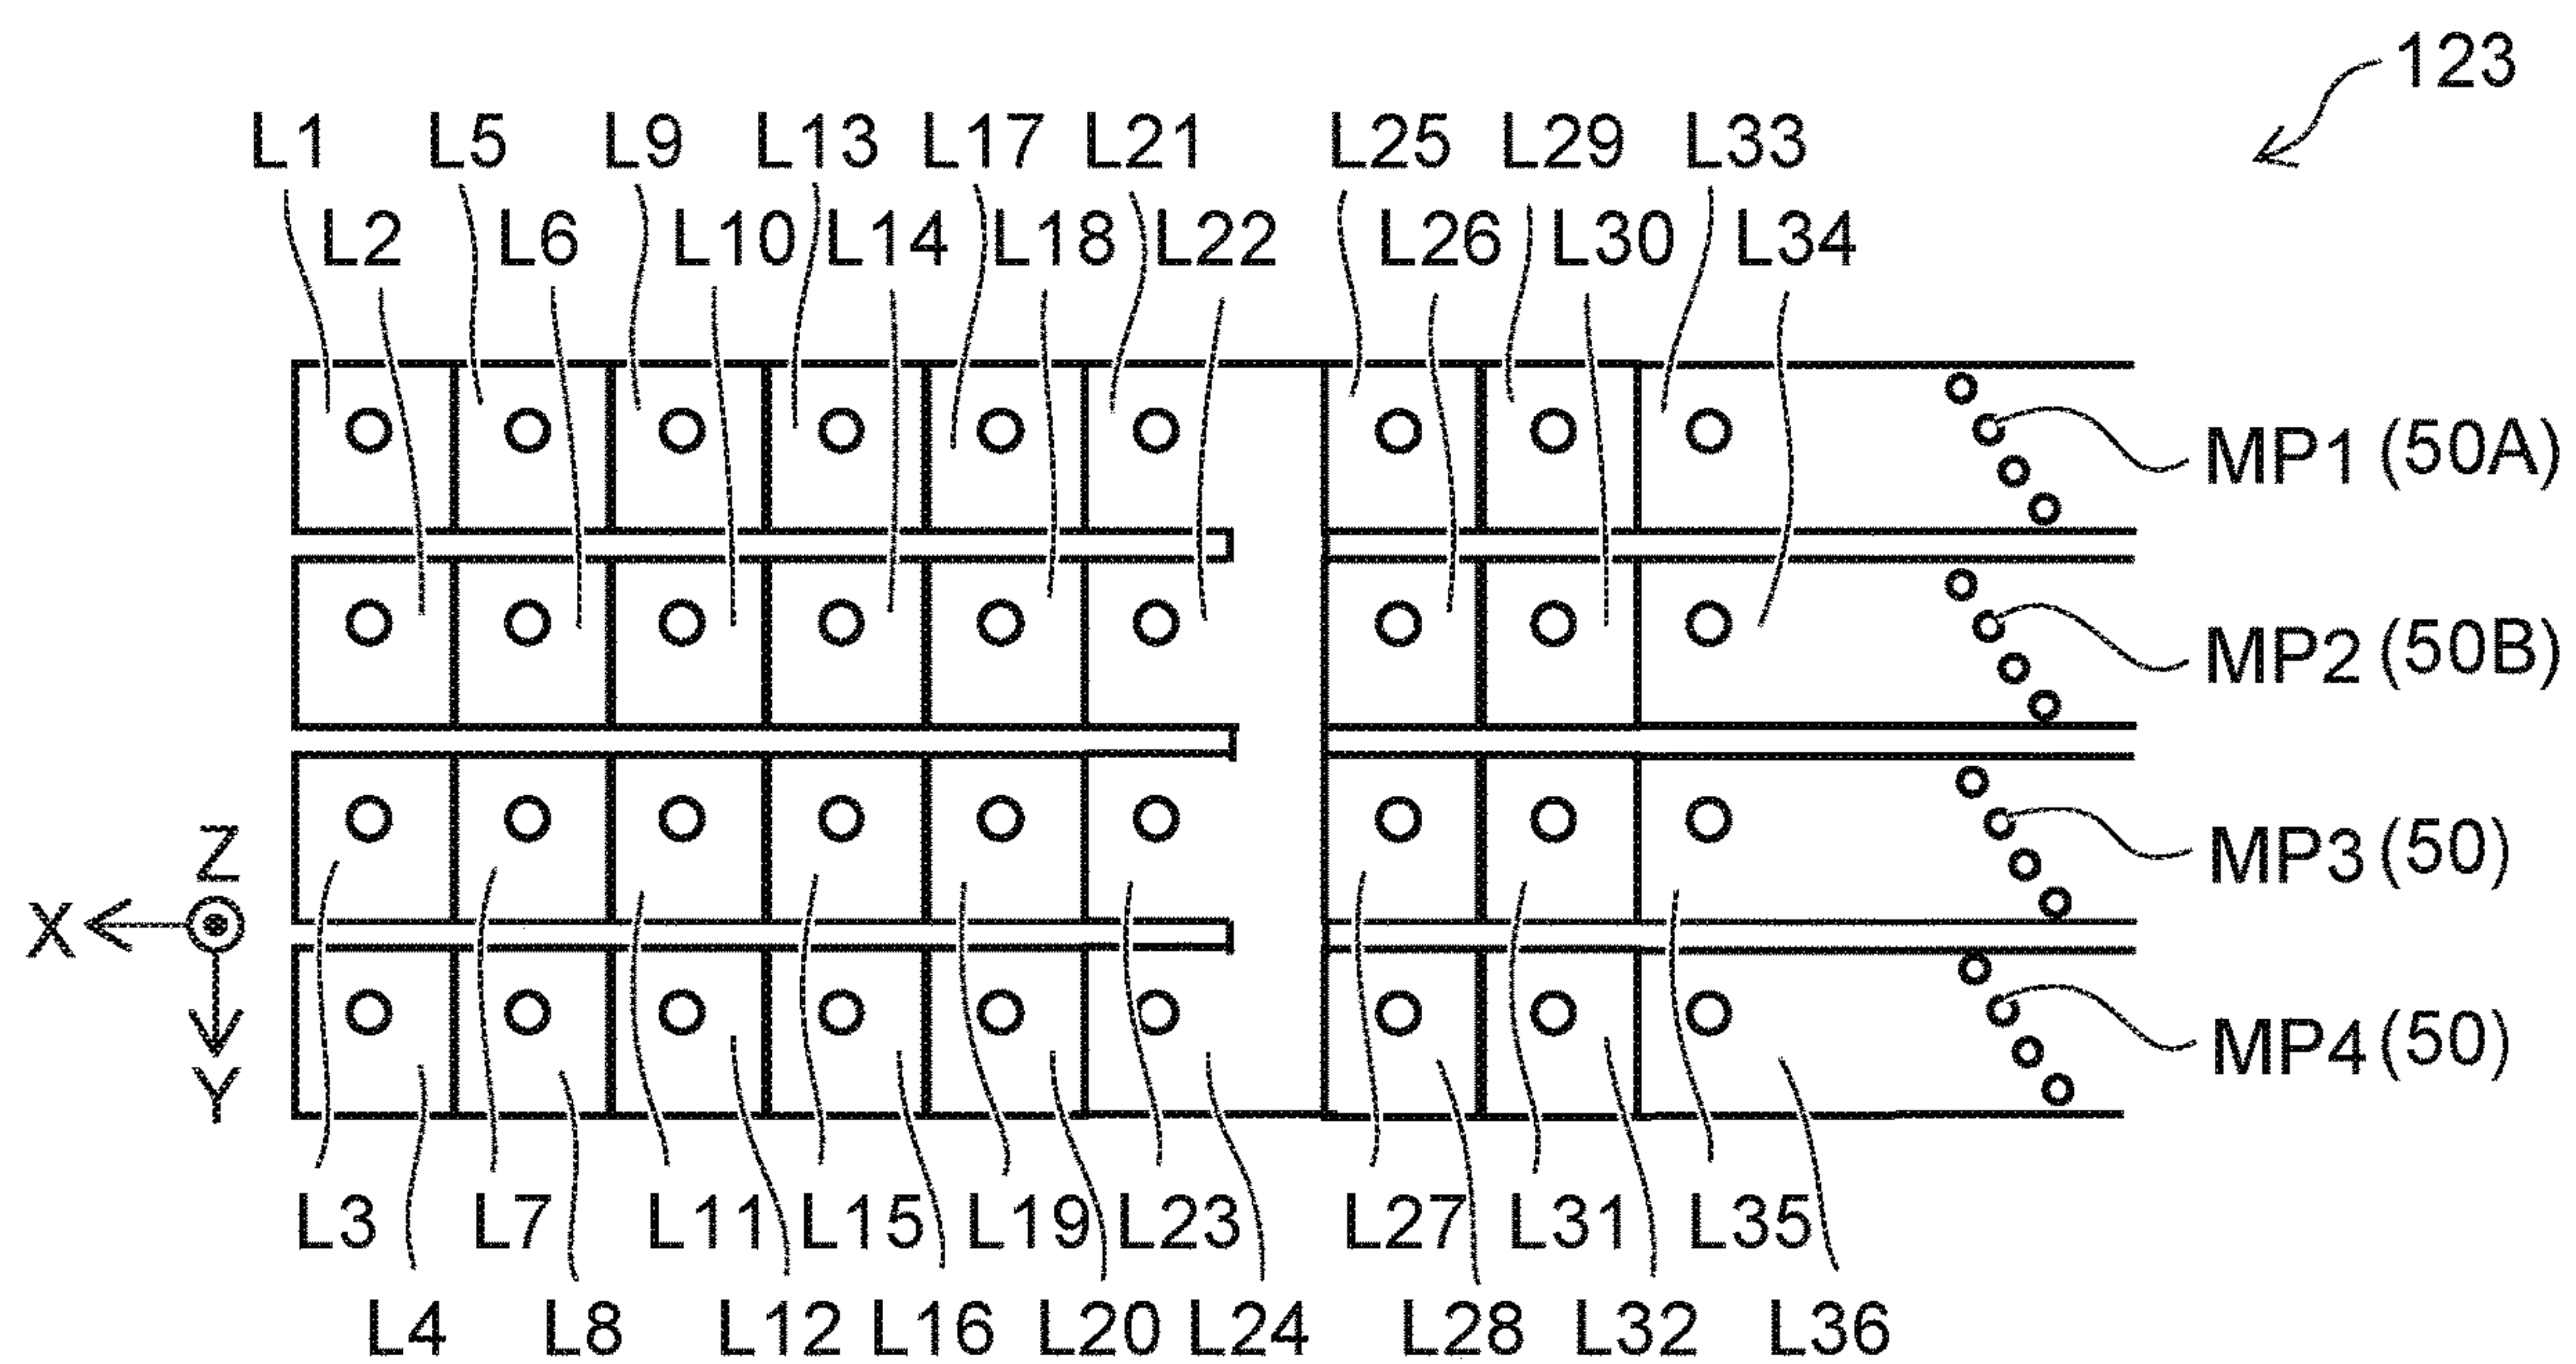 123
L1 L5 L9 L13 L17 L21 L25 L29 L33
L2 L6 L10 L14 L18 L22 L26 L30 L34
MP1 (50A)
MP2 (50B)
MP3 (50)
Z
X
MP4 (50)
Y
L3 L7 L11 L15 L19 L23 L27 L31 L35
L4 L8 L12 L16 L20 L24 L28 L32 L36